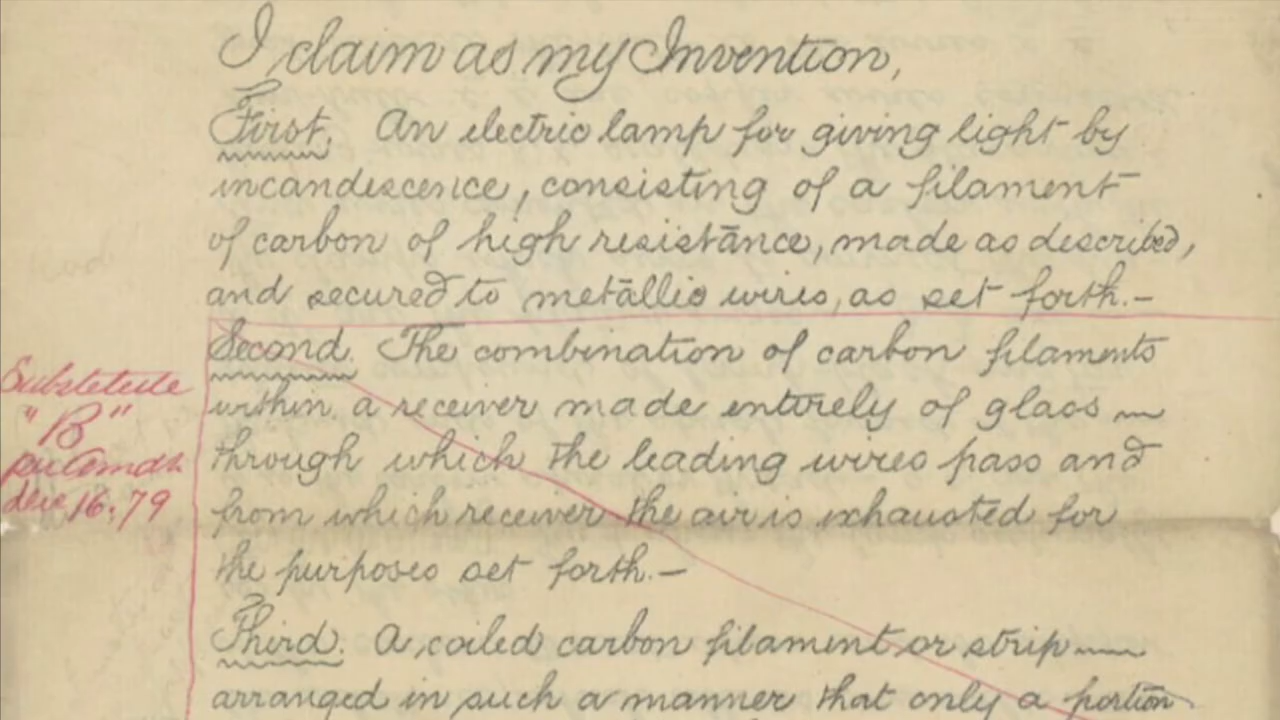 I claim as my Invention,
First. An electric lamp for giving light by
incandescence, consisting of a filament
of carbon of high resistance, made as described,
and secured to metallic wires, as set forth.—
Second. The combination of carbon filaments
within a receiver made entirely of glass
through which the leading wires pass and
from which receiver the air is exhausted for
the purposes set forth.—
Third. A coiled carbon filament or strip
arranged in such a manner that only a portion
Substitute
"B"
per Amdt
Dec 16. 79